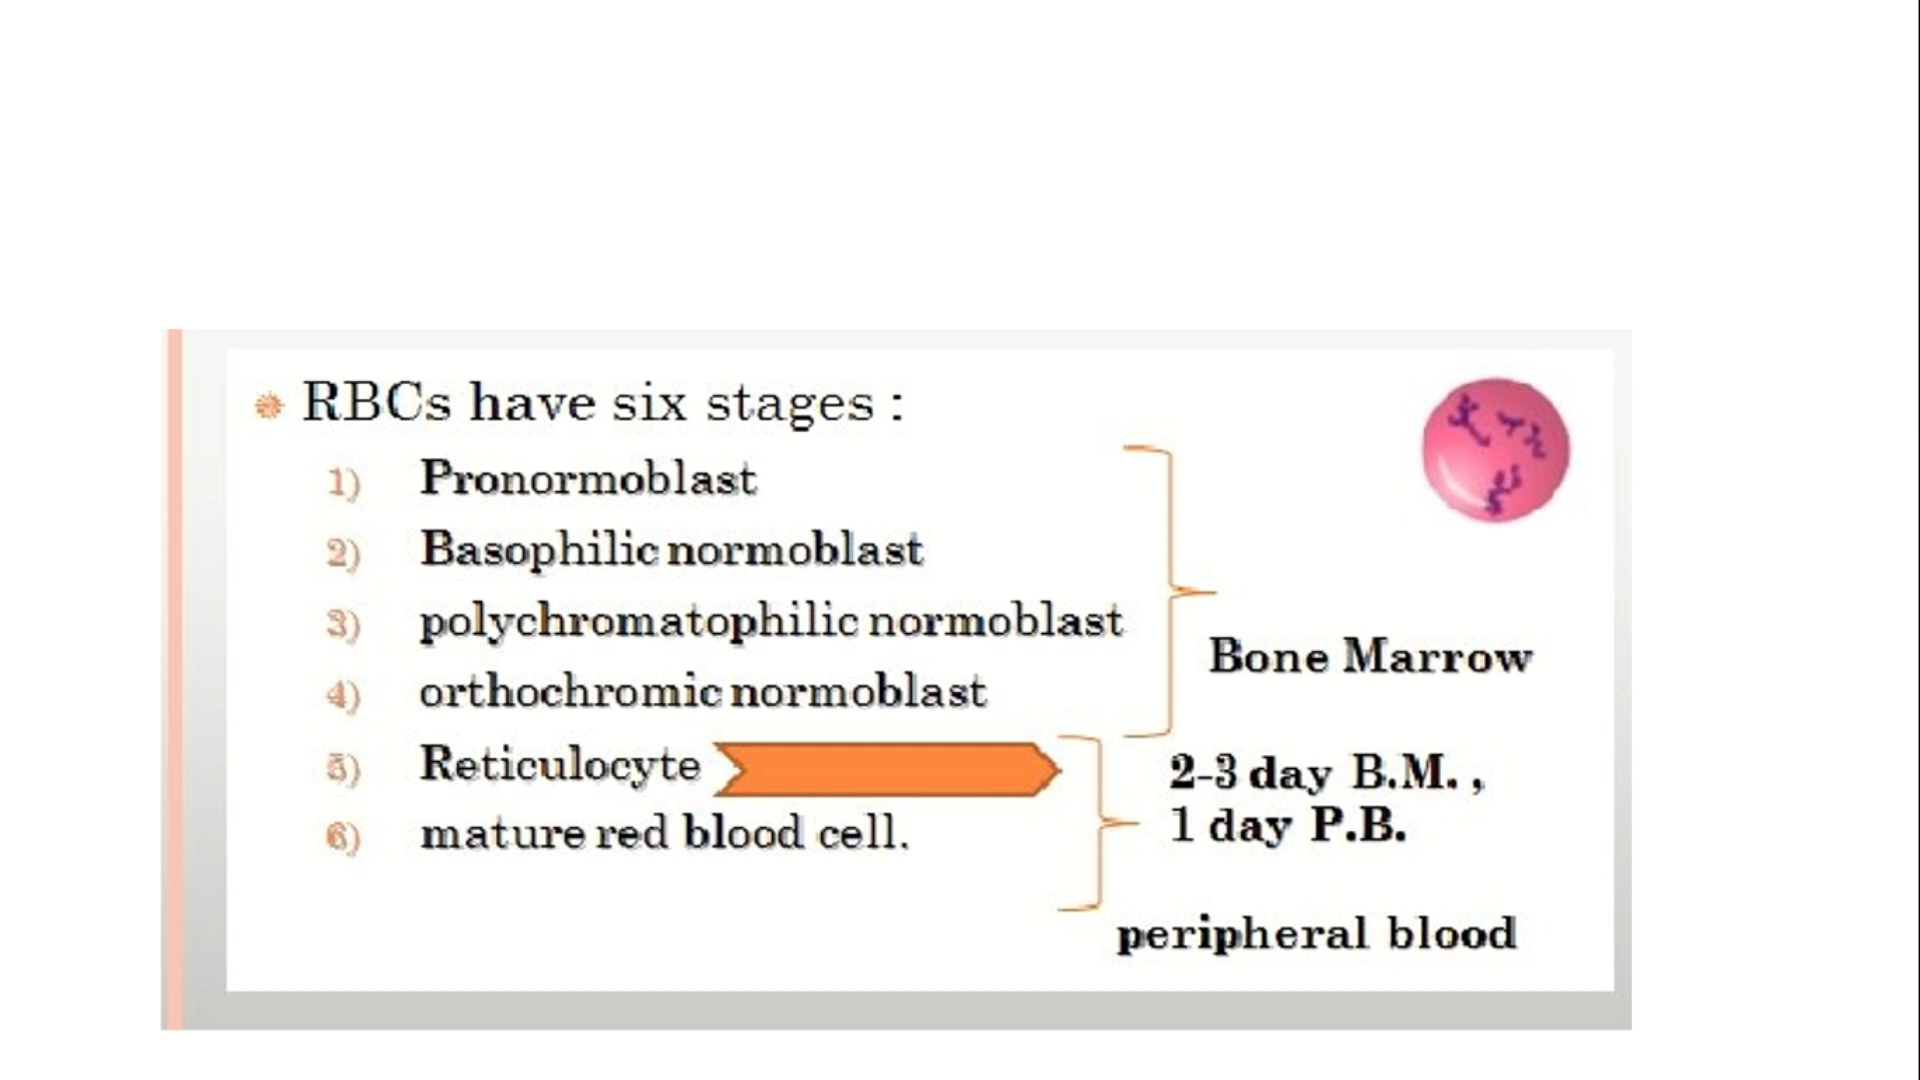 RBCs have six stages :
1) Pronormoblast
2) Basophilic normoblast
3) polychromatophilic normoblast
4) orthochromic normoblast
Bone Marrow
5) Reticulocyte
2-3 day B.M. ,
1 day P.B.
6) mature red blood cell.
peripheral blood